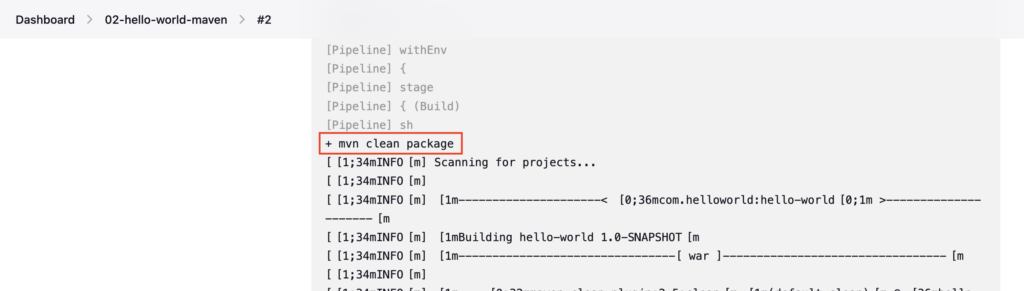 Dashboard > 02-hello-world-maven > #2
[Pipeline] withEnv
[Pipeline] {
[Pipeline] stage
[Pipeline] { (Build)
[Pipeline] sh
+ mvn clean package
[ [1;34mINFO [m] Scanning for projects...
[ [1;34mINFO [m]
[ [1;34mINFO [m]  [1m---------------------<  [0;36mcom.helloworld:hello-world [0;1m >--------------
------- [m
[ [1;34mINFO [m]  [1mBuilding hello-world 1.0-SNAPSHOT [m
[ [1;34mINFO [m]  [1m--------------------------------[ war ]--------------------------------- [m
[ [1;34mINFO [m]